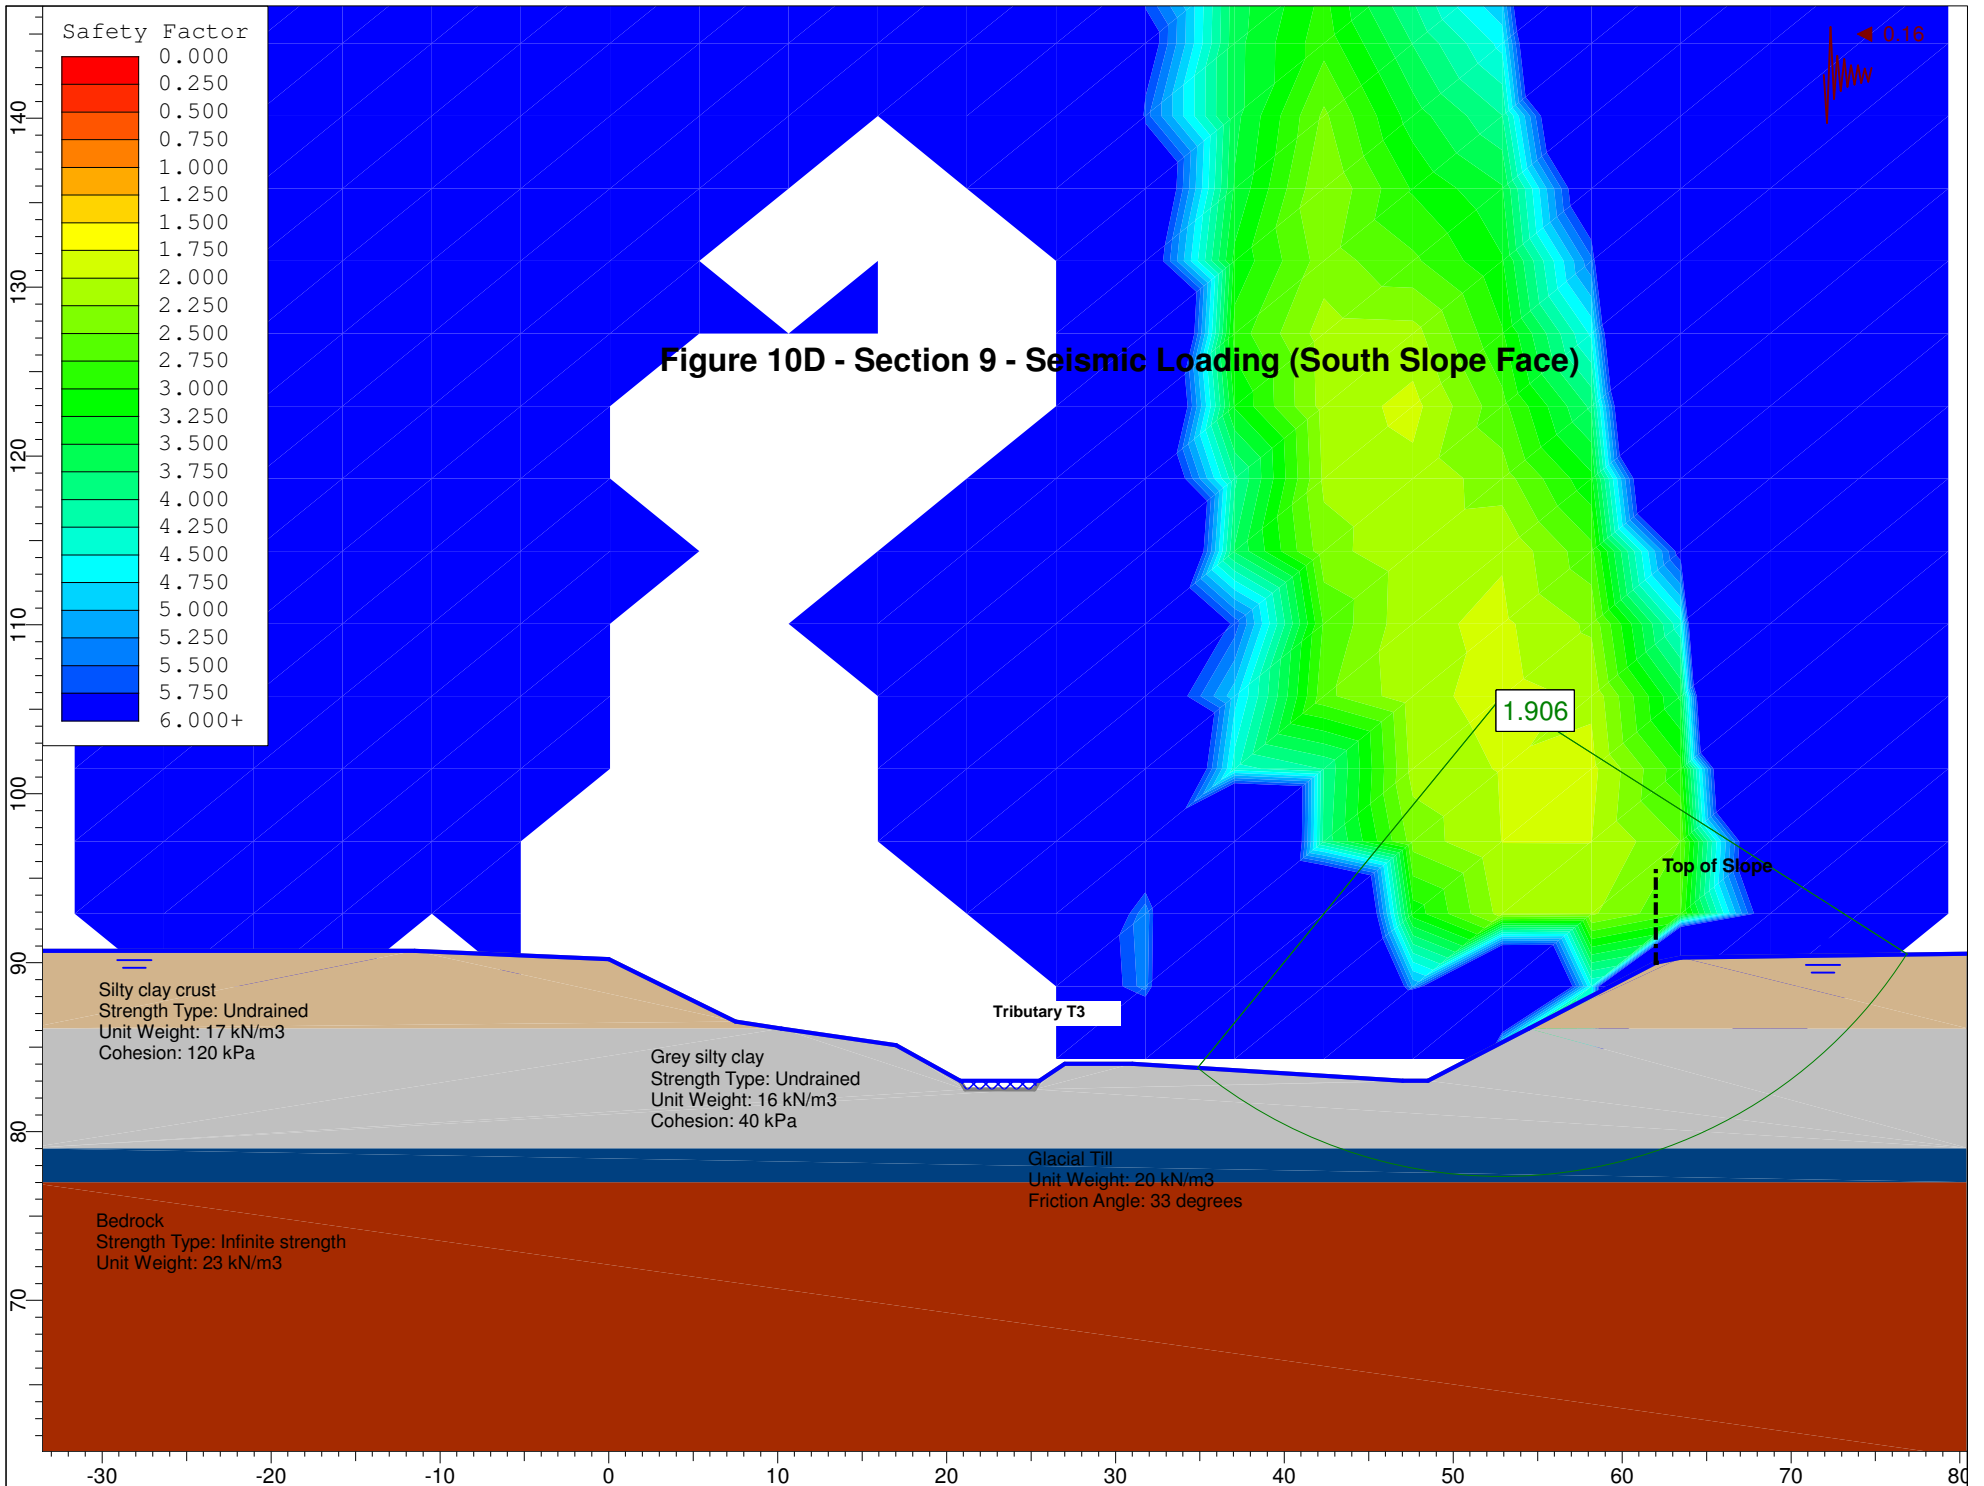 Safety Factor
0.000
0.250
0.500
0.750
1.000
1.250
1.500
1.750
2.000
2.250
2.500
2.750
3.000
3.250
3.500
3.750
4.000
4.250
4.500
4.750
5.000
5.250
5.500
5.750
6.000+
0.16
Figure 10D - Section 9 - Seismic Loading (South Slope Face)
1.906
Top of Slope
Silty clay crust
Strength Type: Undrained
Unit Weight: 17 kN/m3
Cohesion: 120 kPa
Tributary T3
Grey silty clay
Strength Type: Undrained
Unit Weight: 16 kN/m3
Cohesion: 40 kPa
Glacial Till
Unit Weight: 20 kN/m3
Friction Angle: 33 degrees
Bedrock
Strength Type: Infinite strength
Unit Weight: 23 kN/m3
140
130
120
110
100
90
80
70
-30 -20 -10 0 10 20 30 40 50 60 70 80